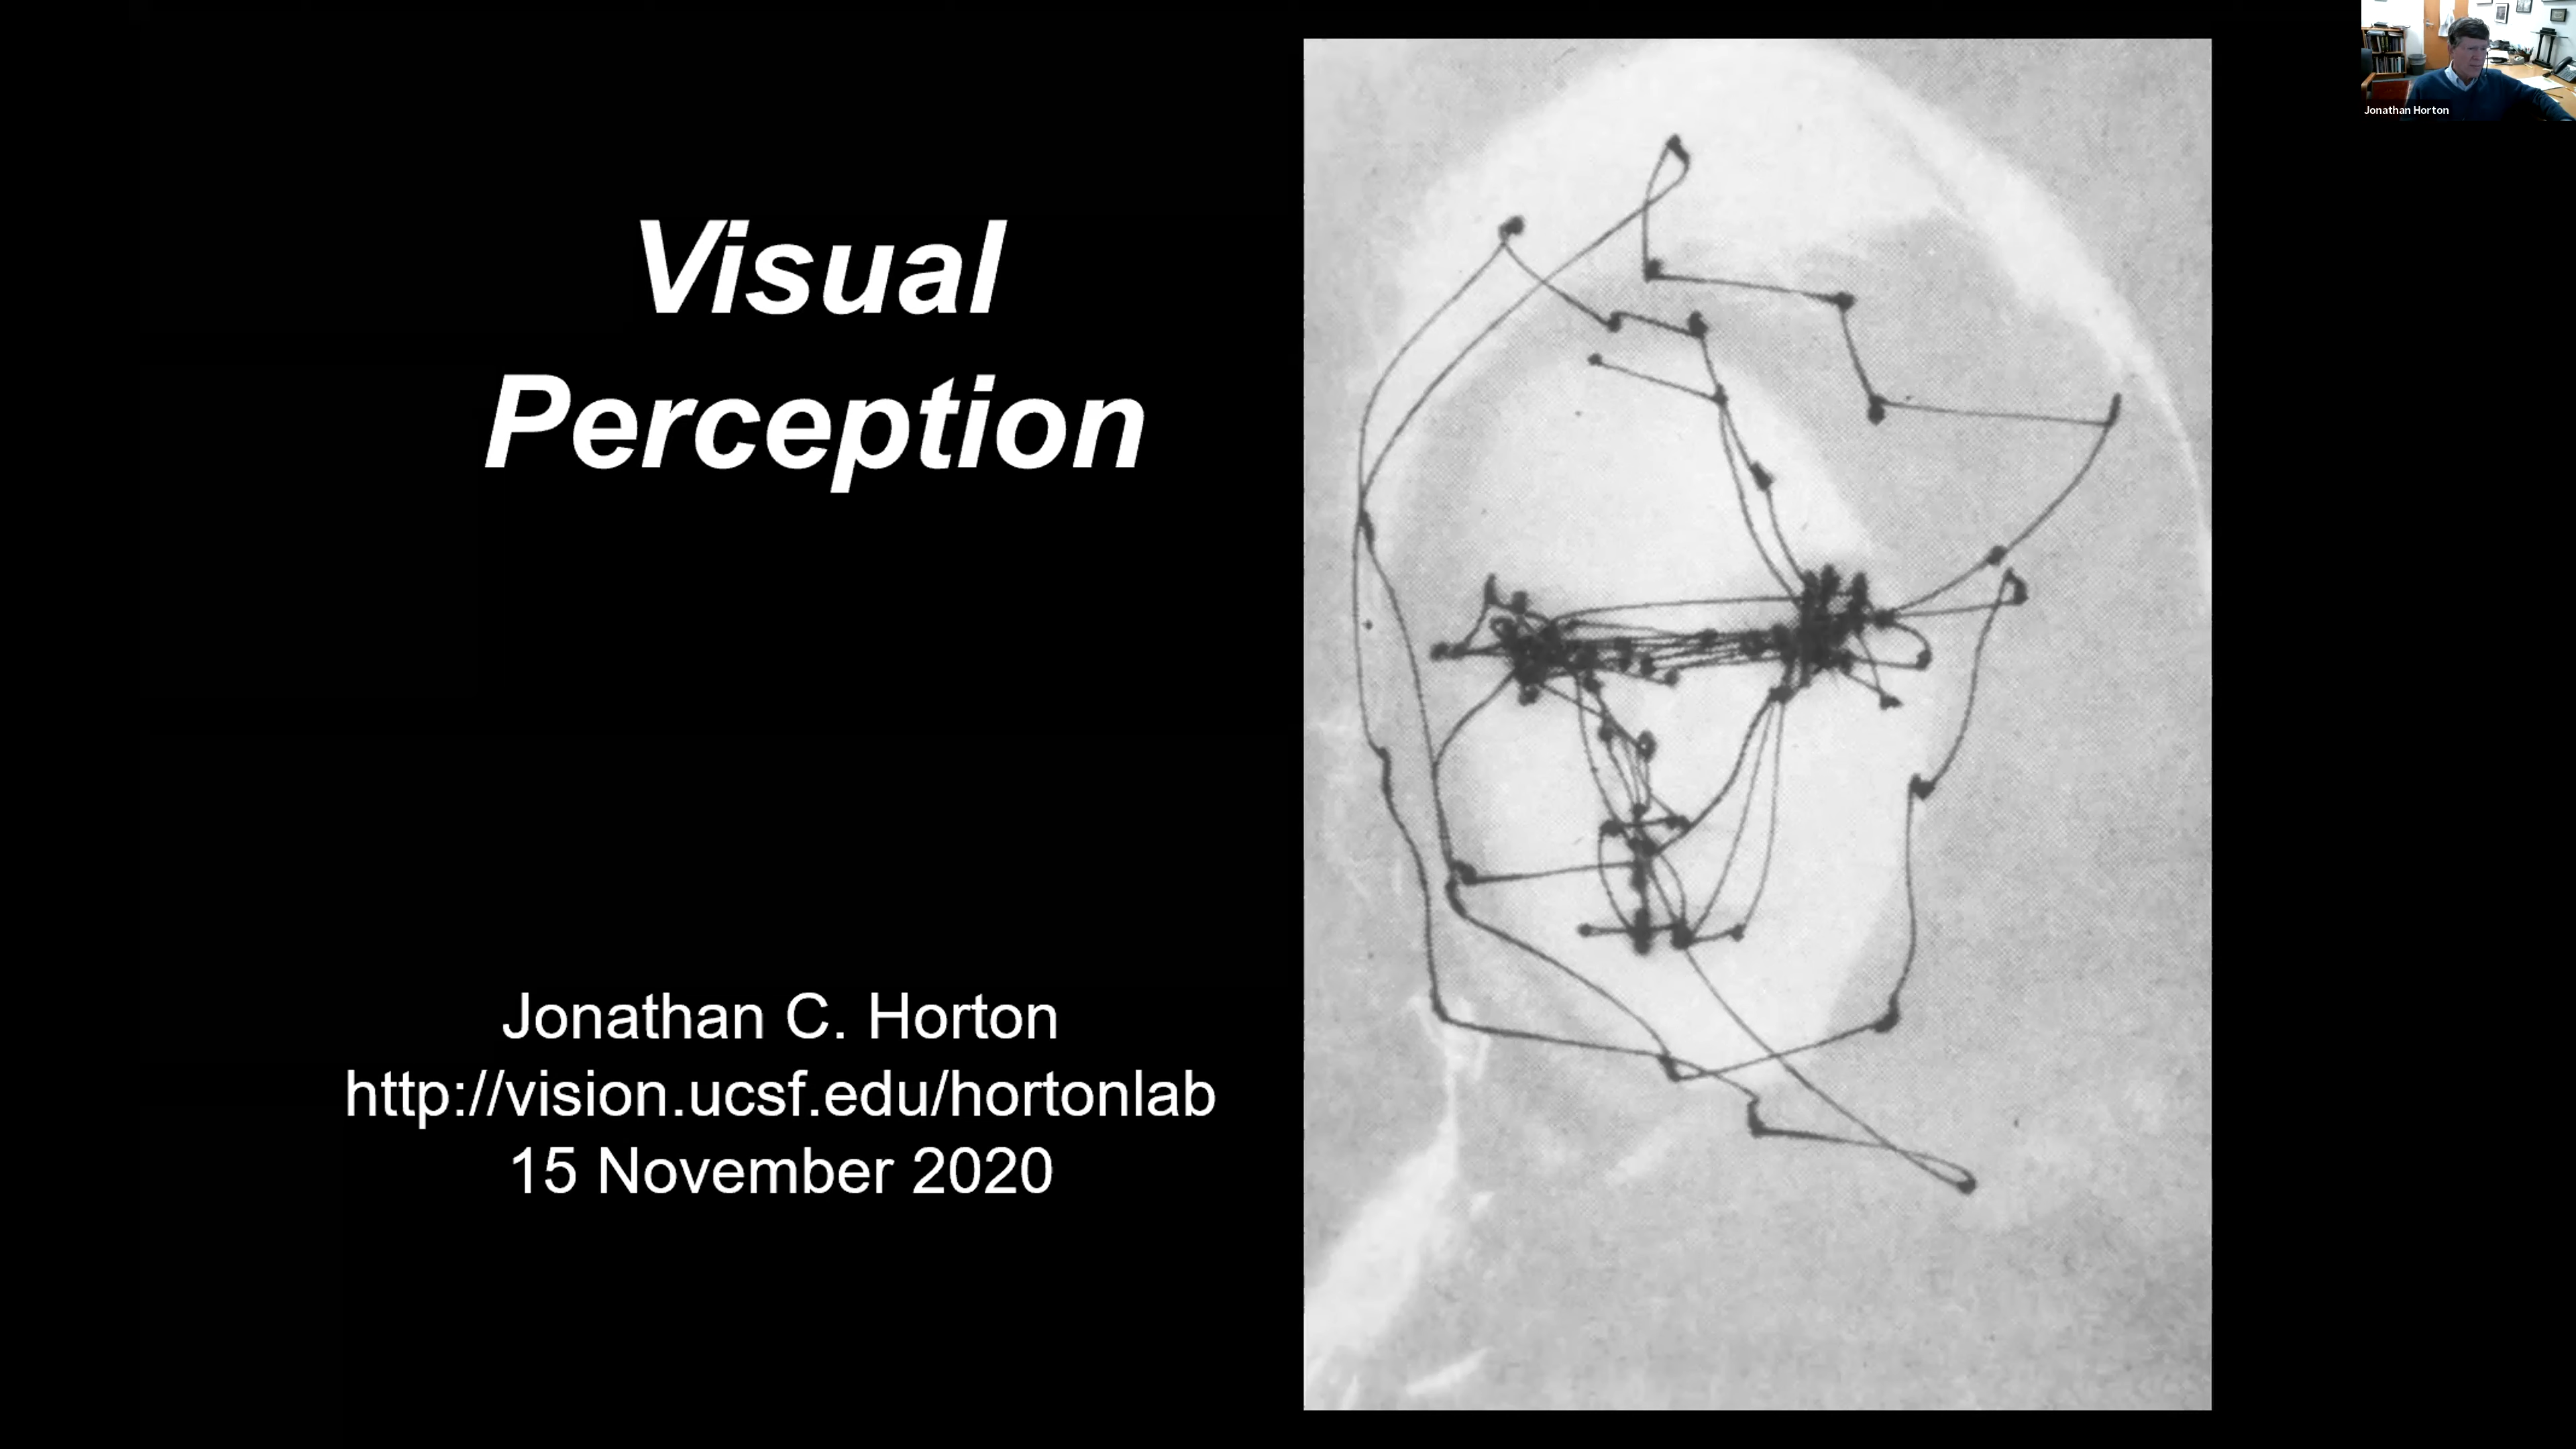 Visual
Perception
Jonathan C. Horton
http://vision.ucsf.edu/hortonlab
15 November 2020
Jonathan Horton